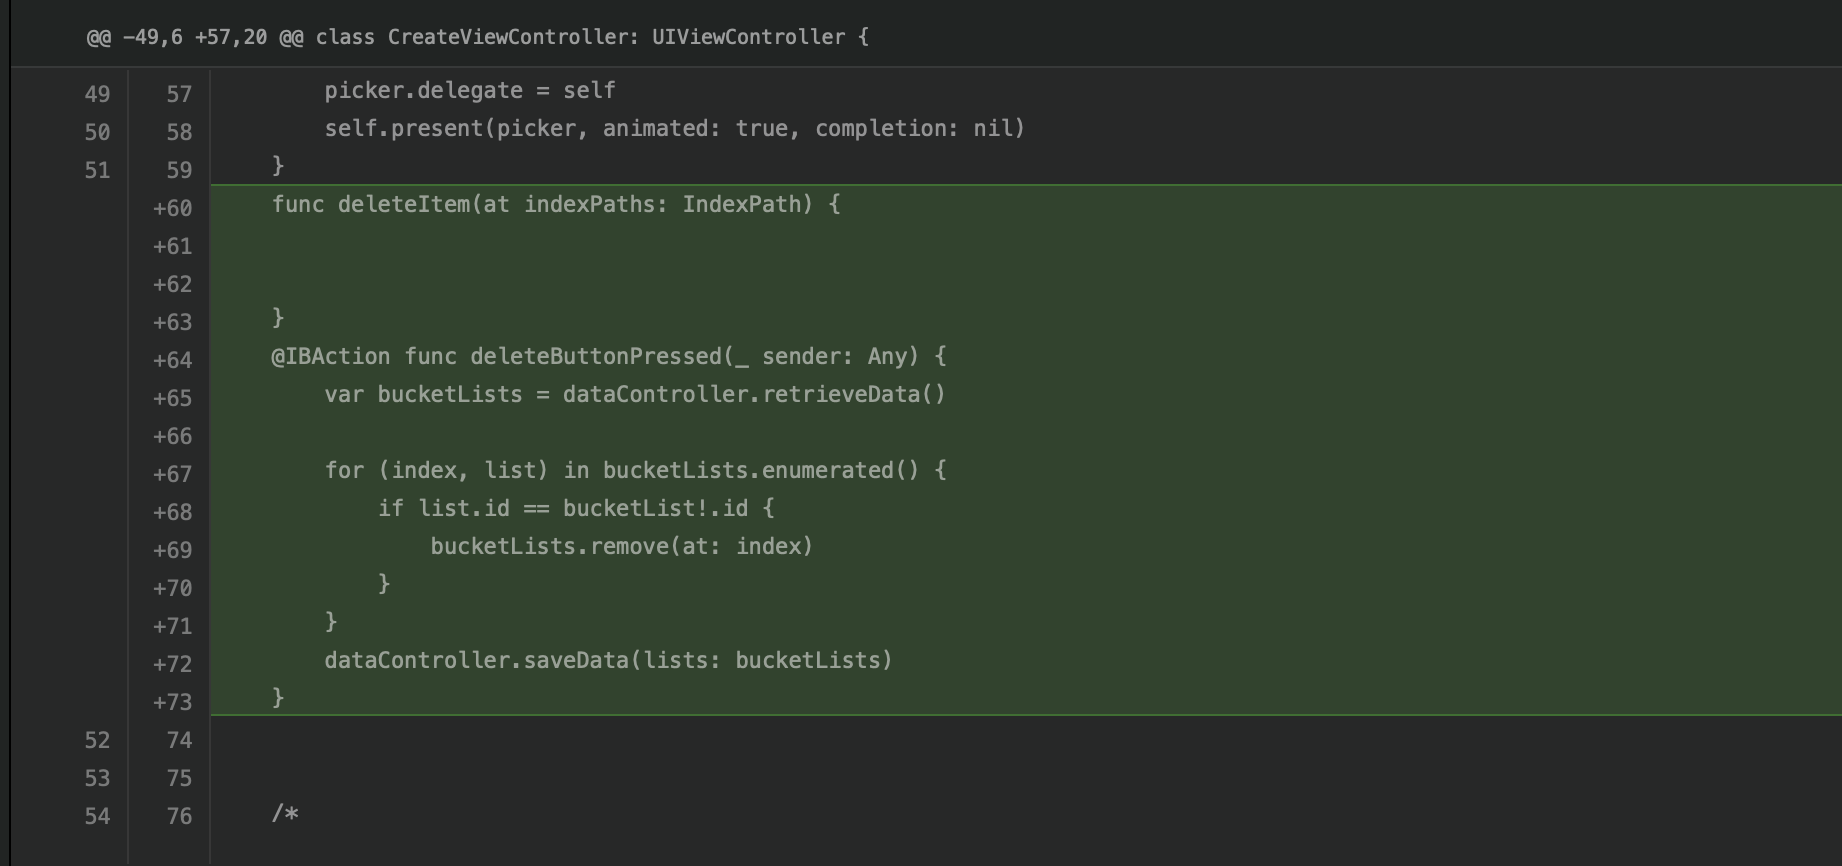 @@ -49,6 +57,20 @@ class CreateViewController: UIViewController {
49 57 picker.delegate = self
50 58 self.present(picker, animated: true, completion: nil)
51 59 }
+60 func deleteItem(at indexPaths: IndexPath) {
+61
+62
+63 }
+64 @IBAction func deleteButtonPressed(_ sender: Any) {
+65 var bucketLists = dataController.retrieveData()
+66
+67 for (index, list) in bucketLists.enumerated() {
+68 if list.id == bucketList!.id {
+69 bucketLists.remove(at: index)
+70 }
+71 }
+72 dataController.saveData(lists: bucketLists)
+73 }
52 74
53 75
54 76 /*